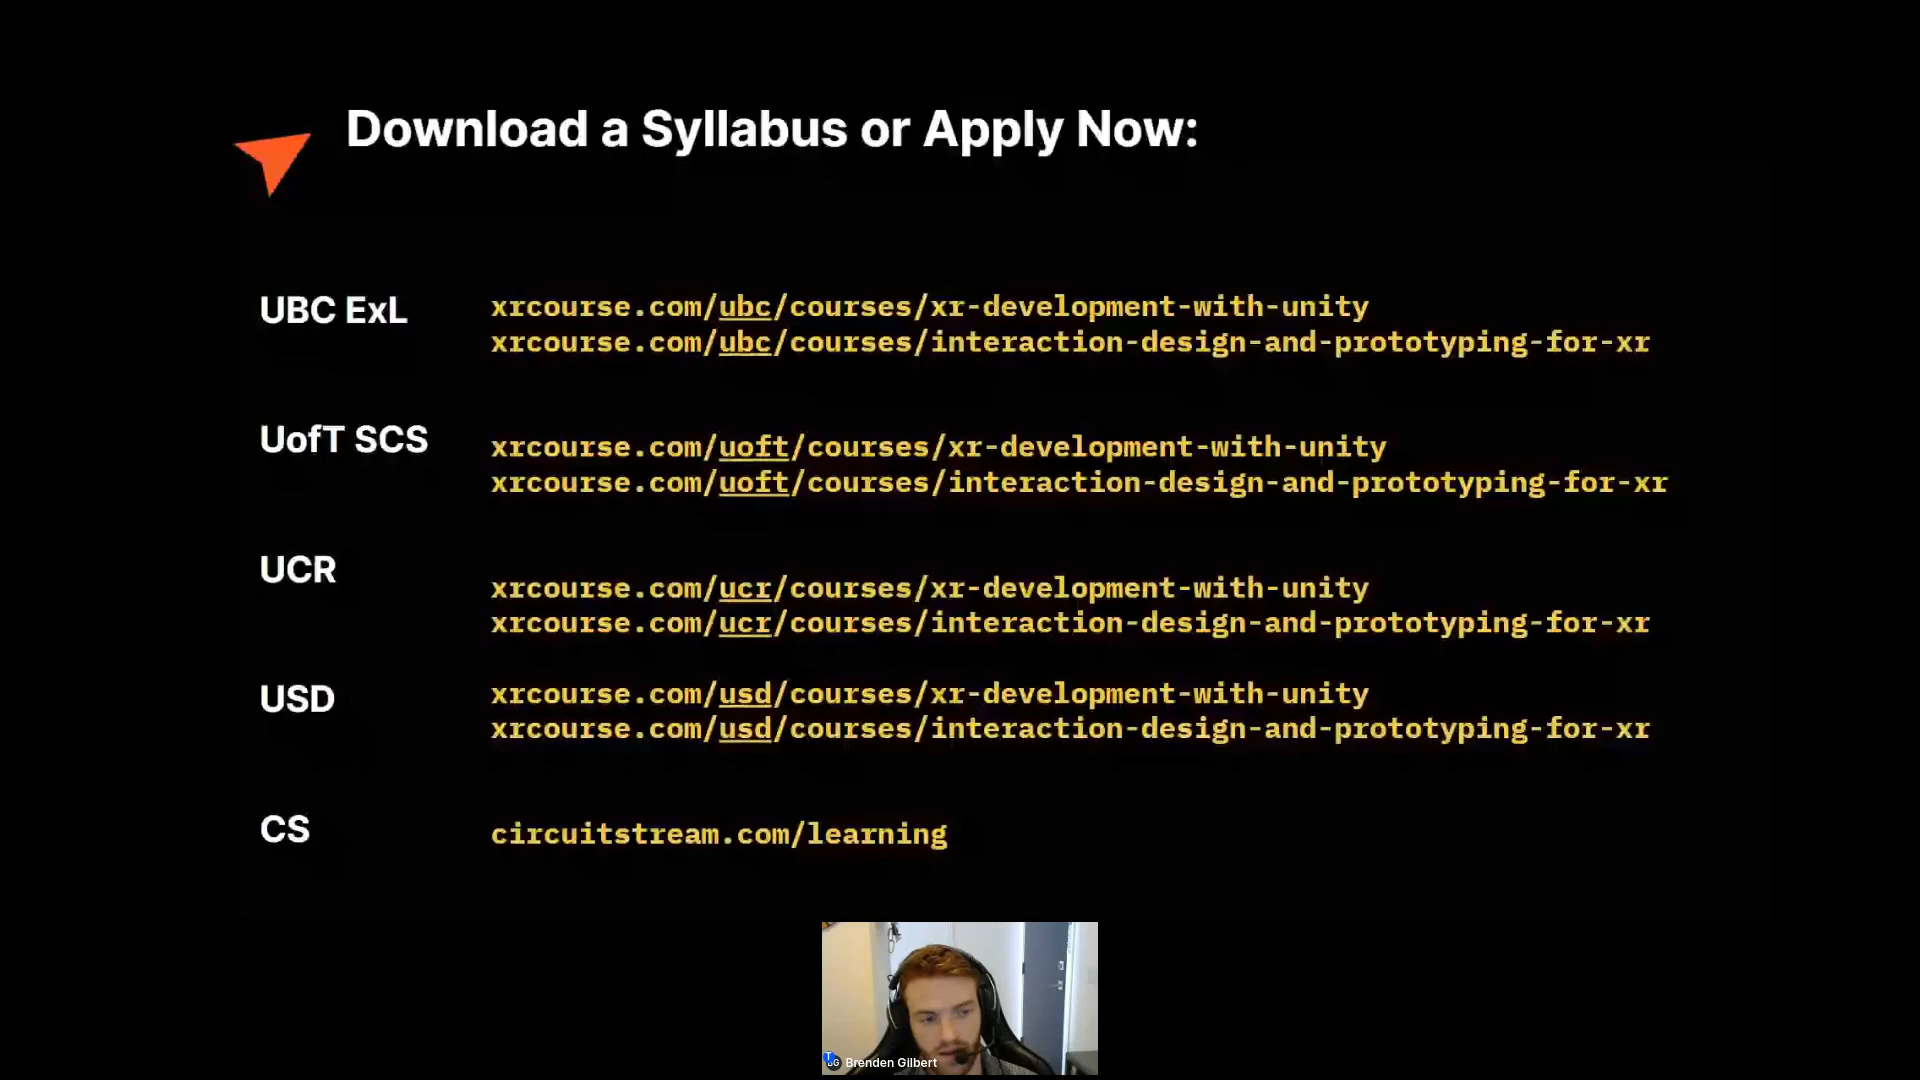 Download a Syllabus or Apply Now:
UBC ExL
xrcourse.com/ubc/courses/xr-development-with-unity
xrcourse.com/ubc/courses/interaction-design-and-prototyping-for-xr
UofT SCS
xrcourse.com/uoft/courses/xr-development-with-unity
xrcourse.com/uoft/courses/interaction-design-and-prototyping-for-xr
UCR
xrcourse.com/ucr/courses/xr-development-with-unity
xrcourse.com/ucr/courses/interaction-design-and-prototyping-for-xr
USD
xrcourse.com/usd/courses/xr-development-with-unity
xrcourse.com/usd/courses/interaction-design-and-prototyping-for-xr
CS
circuitstream.com/learning
T BG Brenden Gilbert